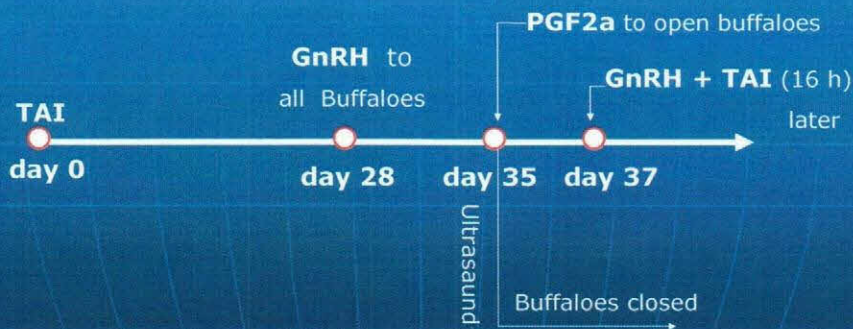 PGF2a to open buffaloes
GnRH to
all Buffaloes
GnRH + TAI (16 h)
later
TAI
day 0
day 28
day 35
day 37
Ultrasaund
Buffaloes closed